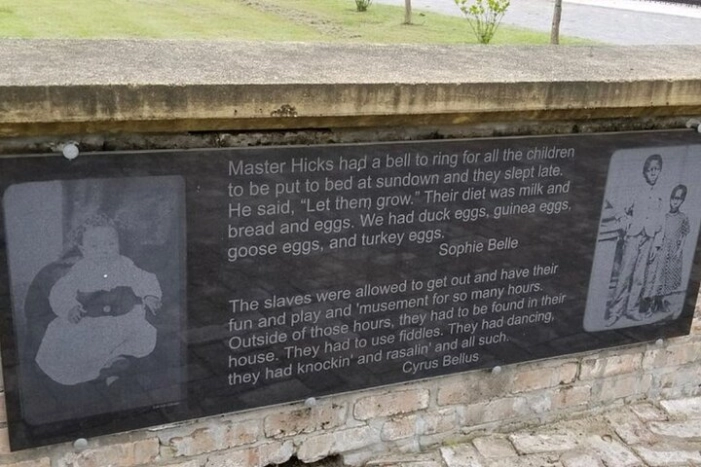 Master Hicks had a bell to ring for all the children
to be put to bed at sundown and they slept late.
He said, “Let them grow.” Their diet was milk and
bread and eggs. We had duck eggs, guinea eggs,
goose eggs, and turkey eggs.
Sophie Belle
The slaves were allowed to get out and have their
fun and play and 'musement for so many hours.
Outside of those hours, they had to be found in their
house. They had to use fiddles. They had dancing,
they had knockin' and rasalin' and all such.
Cyrus Bellus